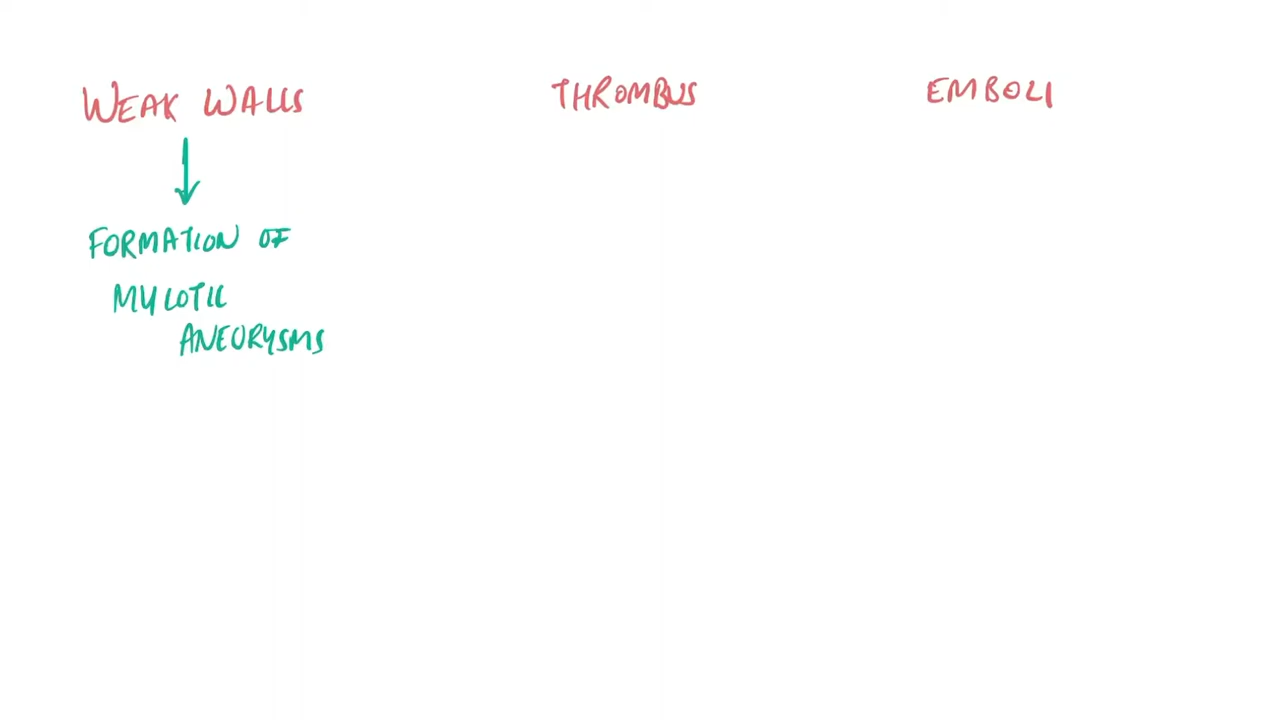 WEAK WALLS
THROMBUS
EMBOLI
FORMATION OF
MYCOTIC
ANEURYSMS